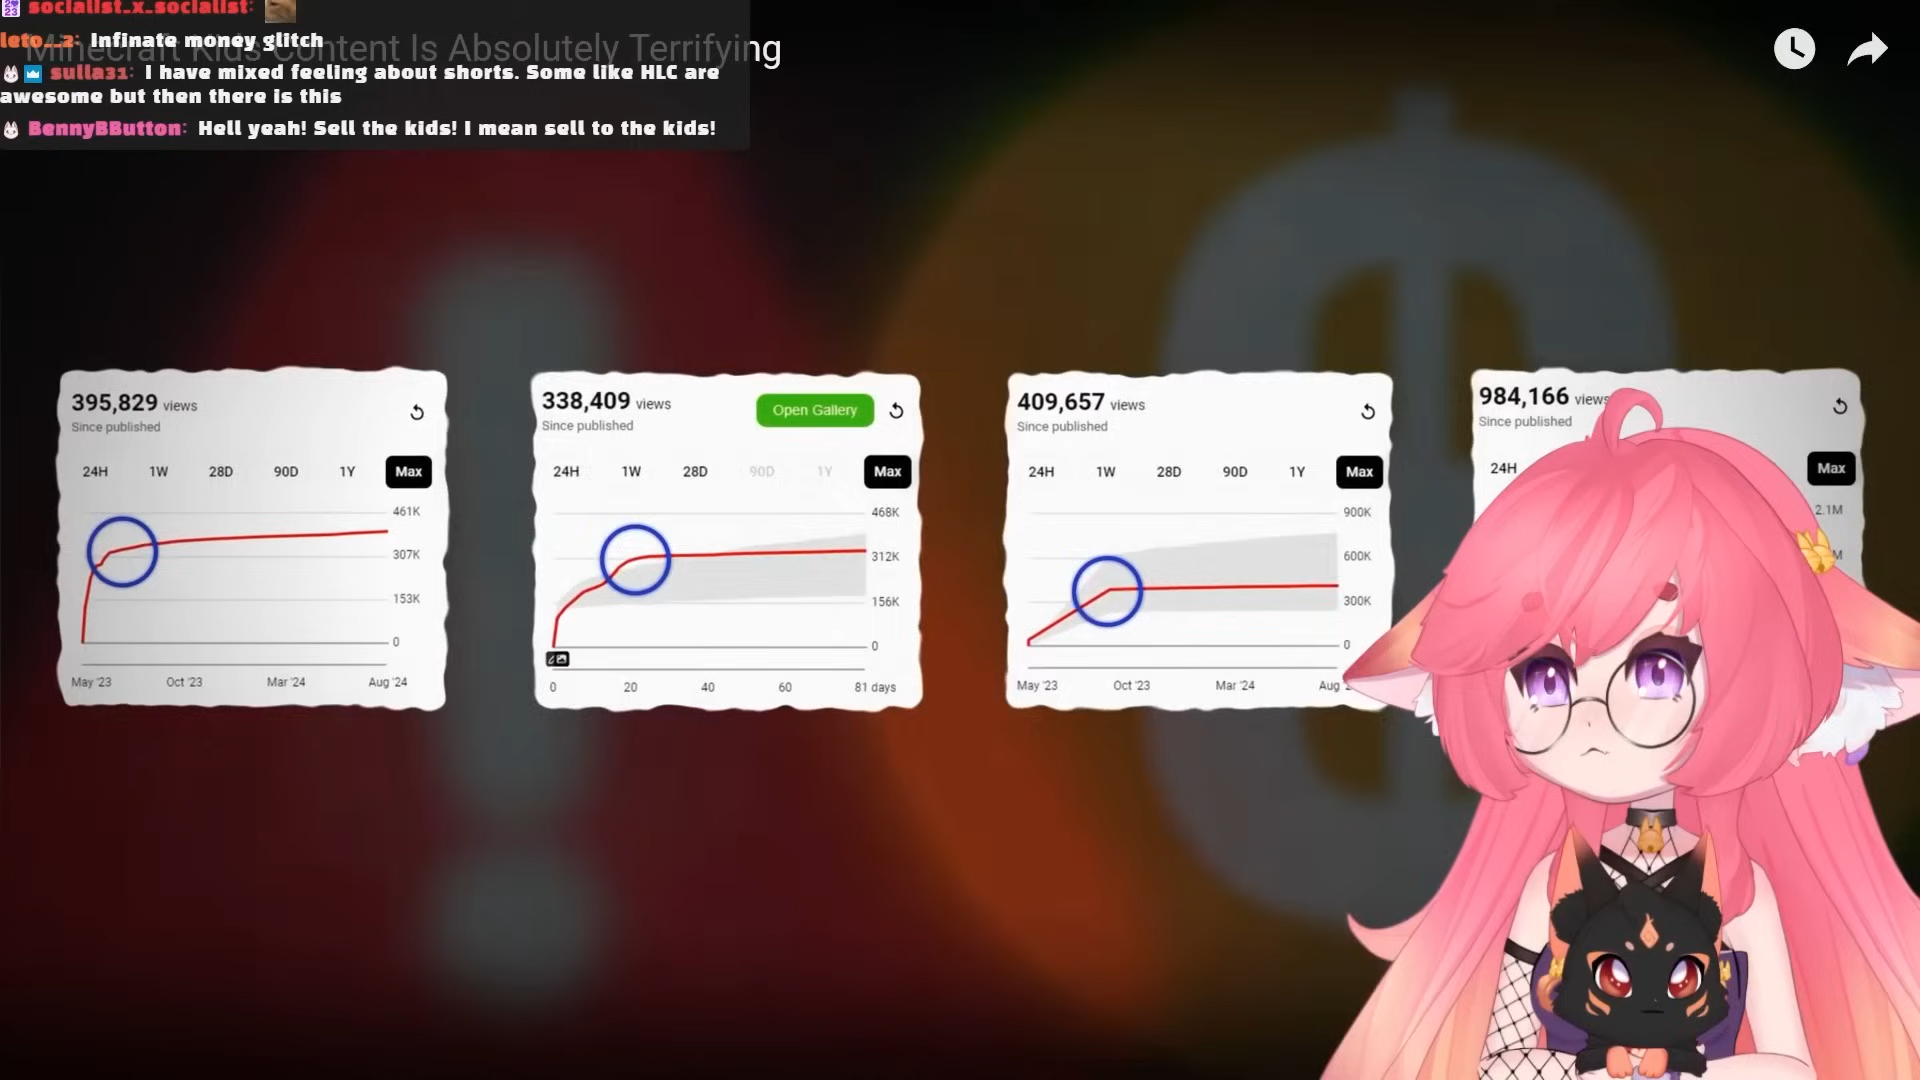 socialist_x_socialist:
leto__2: Infinate money glitch
Minecraft Kids Content Is Absolutely Terrifying
sulla31: I have mixed feeling about shorts. Some like HLC are
awesome but then there is this
BennyBButton: Hell yeah! Sell the kids! I mean sell to the kids!
395,829 views
Since published
24H 1W 28D 90D 1Y Max
461K
307K
153K
0
May '23 Oct '23 Mar '24 Aug '24
338,409 views
Since published
Open Gallery
24H 1W 28D 90D 1Y Max
468K
312K
156K
0
0 20 40 60 81 days
409,657 views
Since published
24H 1W 28D 90D 1Y Max
900K
600K
300K
0
May '23 Oct '23 Mar '24 Aug
984,166 views
Since published
24H Max
2.1M
M